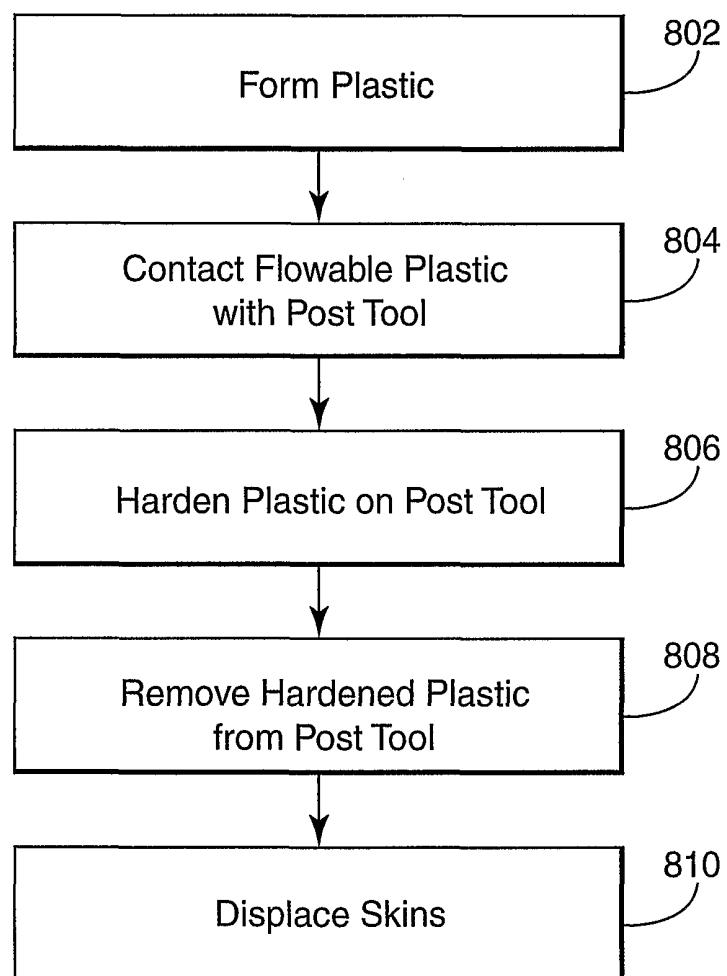 802
Form Plastic
804
Contact Flowable Plastic
with Post Tool
806
Harden Plastic on Post Tool
808
Remove Hardened Plastic
from Post Tool
810
Displace Skins